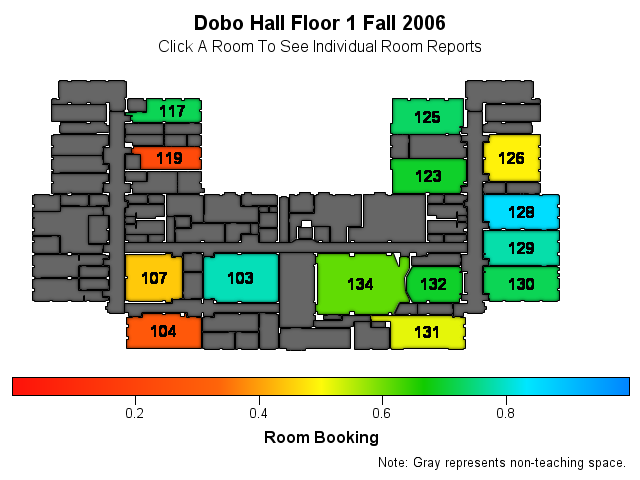 Dobo Hall Floor 1 Fall 2006
Click A Room To See Individual Room Reports
117
125
119
126
123
128
129
107
103
134
132
130
104
131
0.2 0.4 0.6 0.8
Room Booking
Note: Gray represents non-teaching space.